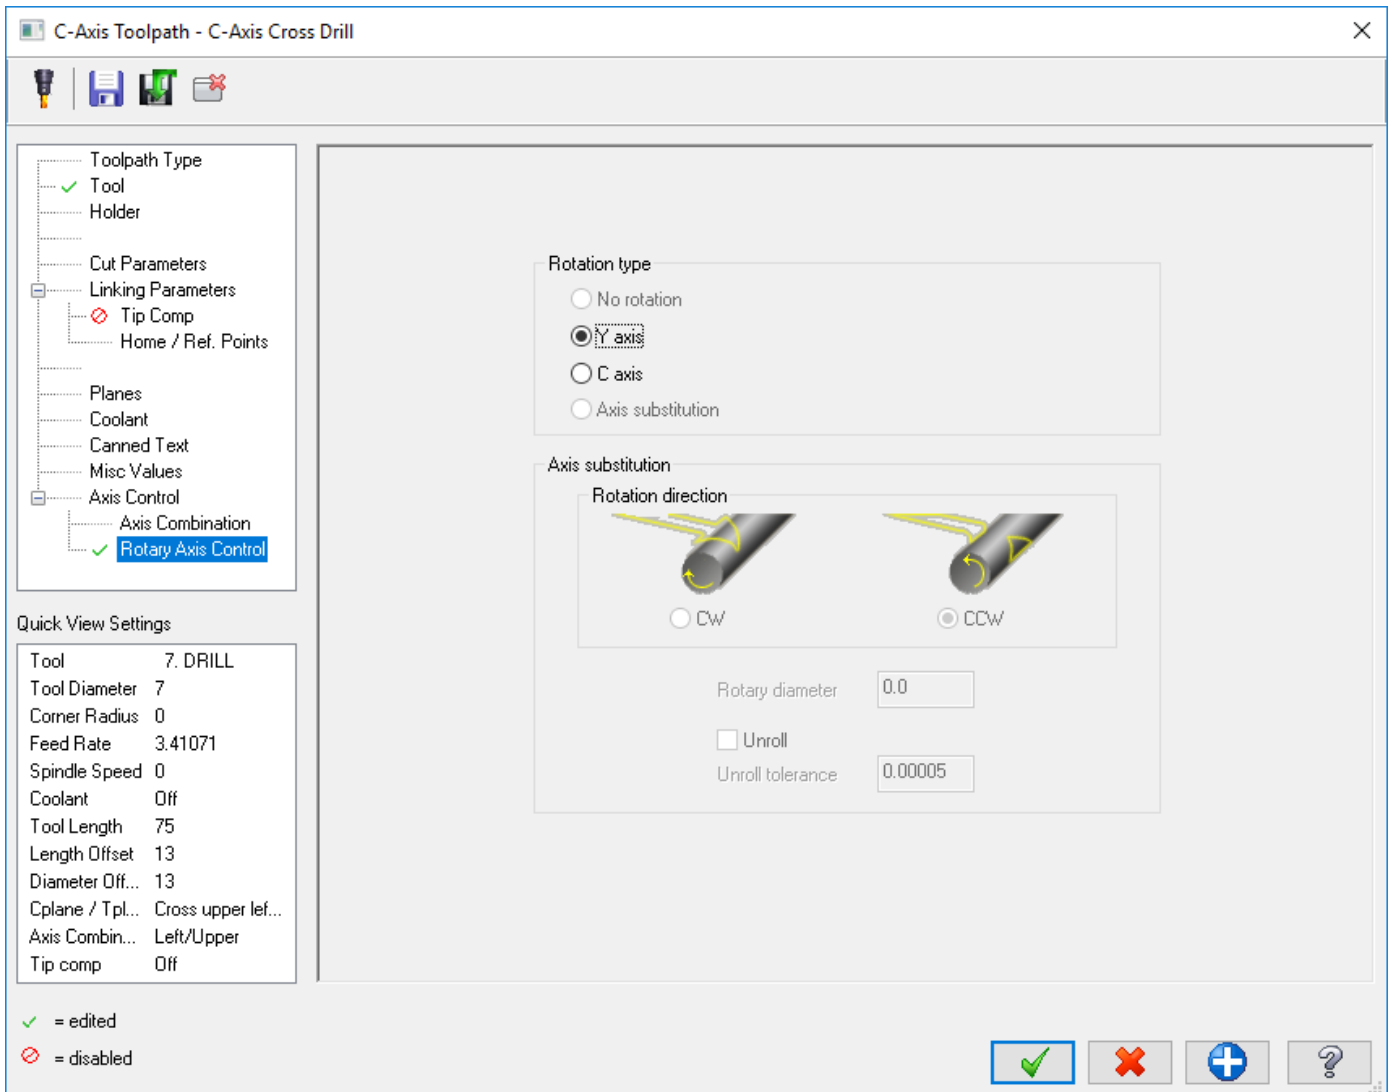 C-Axis Toolpath - C-Axis Cross Drill
Toolpath Type
Tool
Holder
Cut Parameters
Linking Parameters
Tip Comp
Home / Ref. Points
Planes
Coolant
Canned Text
Misc Values
Axis Control
Axis Combination
Rotary Axis Control
Quick View Settings
Tool 7. DRILL
Tool Diameter 7
Corner Radius 0
Feed Rate 3.41071
Spindle Speed 0
Coolant Off
Tool Length 75
Length Offset 13
Diameter Off... 13
Cplane / Tpl... Cross upper lef...
Axis Combin... Left/Upper
Tip comp Off
= edited
= disabled
Rotation type
No rotation
Y axis
C axis
Axis substitution
Axis substitution
Rotation direction
CW CCW
Rotary diameter 0.0
Unroll
Unroll tolerance 0.00005